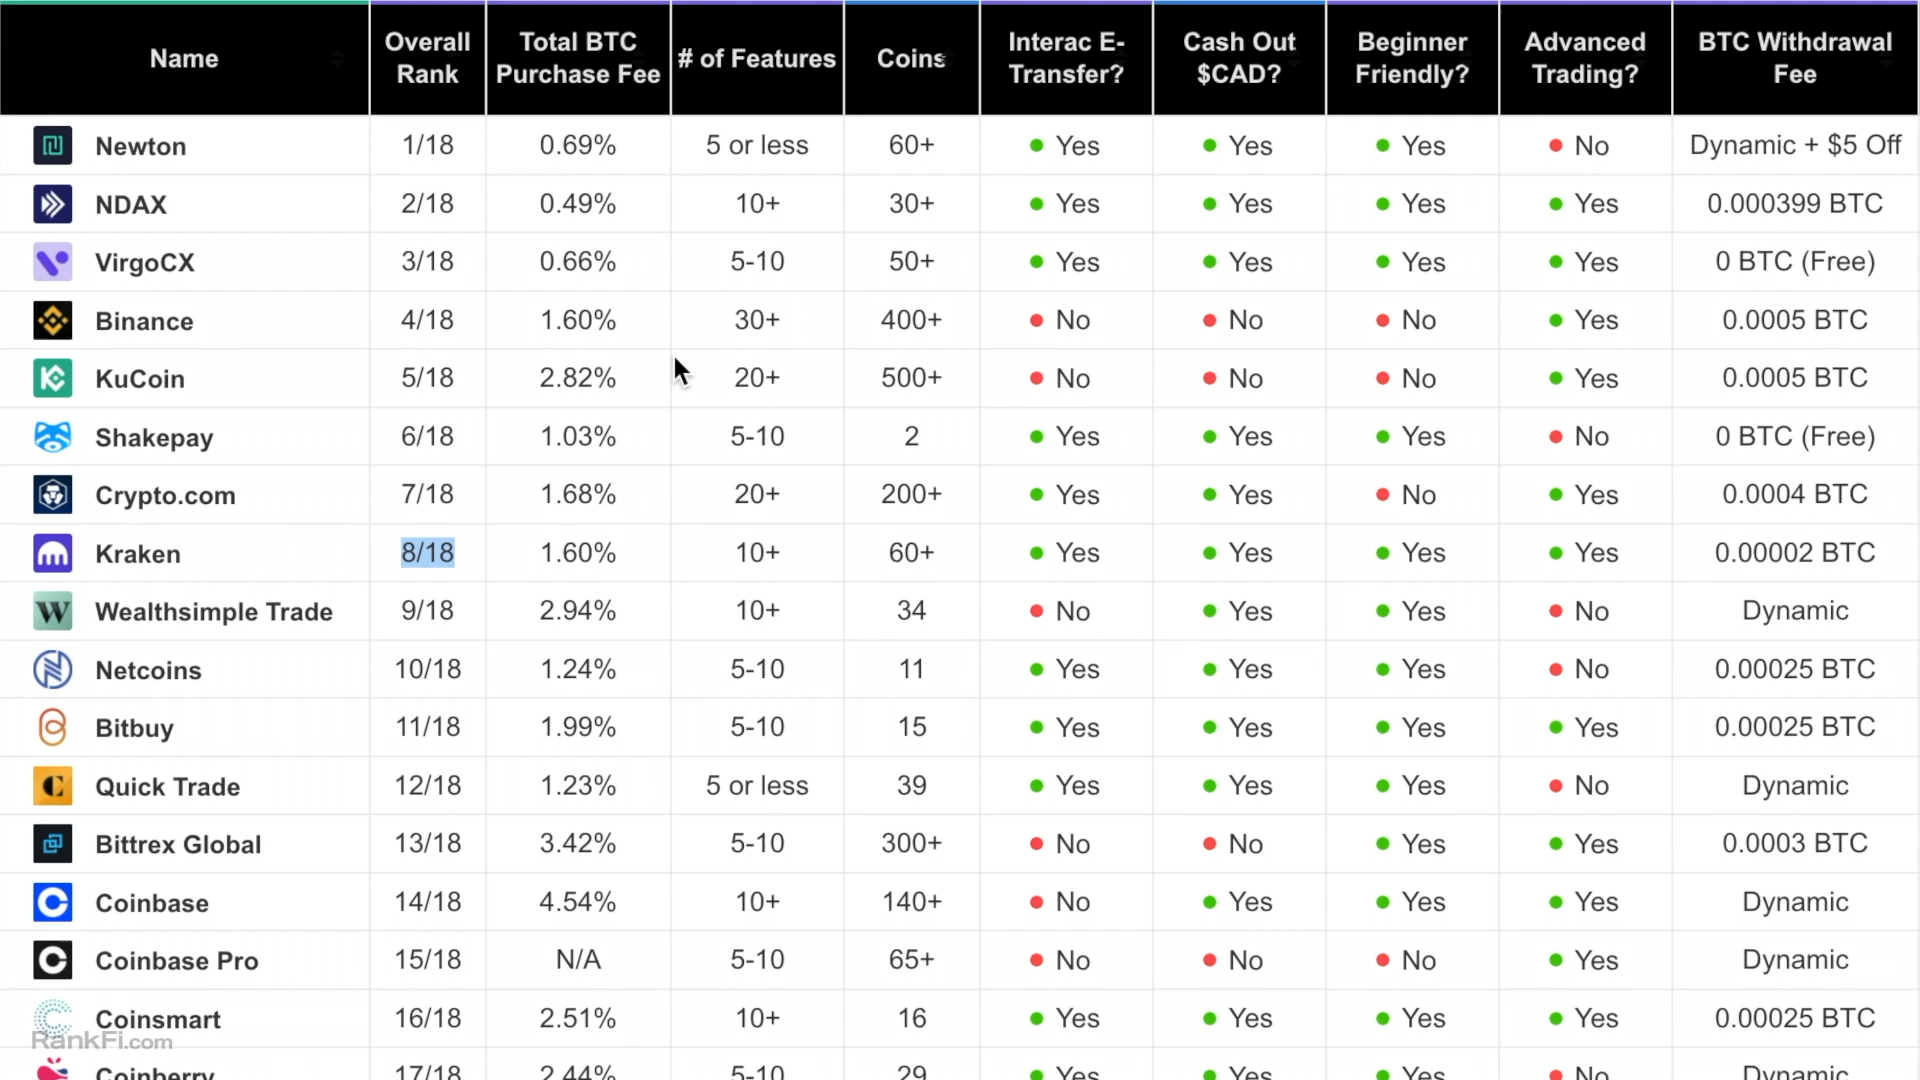 Name Overall Rank Total BTC Purchase Fee # of Features Coins Interac E-Transfer? Cash Out $CAD? Beginner Friendly? Advanced Trading? BTC Withdrawal Fee
Newton 1/18 0.69% 5 or less 60+ Yes Yes Yes No Dynamic + $5 Off
NDAX 2/18 0.49% 10+ 30+ Yes Yes Yes Yes 0.000399 BTC
VirgoCX 3/18 0.66% 5-10 50+ Yes Yes Yes Yes 0 BTC (Free)
Binance 4/18 1.60% 30+ 400+ No No No Yes 0.0005 BTC
KuCoin 5/18 2.82% 20+ 500+ No No No Yes 0.0005 BTC
Shakepay 6/18 1.03% 5-10 2 Yes Yes Yes No 0 BTC (Free)
Crypto.com 7/18 1.68% 20+ 200+ Yes Yes No Yes 0.0004 BTC
Kraken 8/18 1.60% 10+ 60+ Yes Yes Yes Yes 0.00002 BTC
W Wealthsimple Trade 9/18 2.94% 10+ 34 No Yes Yes No Dynamic
Netcoins 10/18 1.24% 5-10 11 Yes Yes Yes No 0.00025 BTC
Bitbuy 11/18 1.99% 5-10 15 Yes Yes Yes Yes 0.00025 BTC
Quick Trade 12/18 1.23% 5 or less 39 Yes Yes Yes No Dynamic
Bittrex Global 13/18 3.42% 5-10 300+ No No Yes Yes 0.0003 BTC
Coinbase 14/18 4.54% 10+ 140+ No Yes Yes Yes Dynamic
Coinbase Pro 15/18 N/A 5-10 65+ No No No Yes Dynamic
Coinsmart 16/18 2.51% 10+ 16 Yes Yes Yes Yes 0.00025 BTC
RankFi.com
Coinberry 17/18 2.44% 5-10 29 Yes Yes Yes No Dynamic